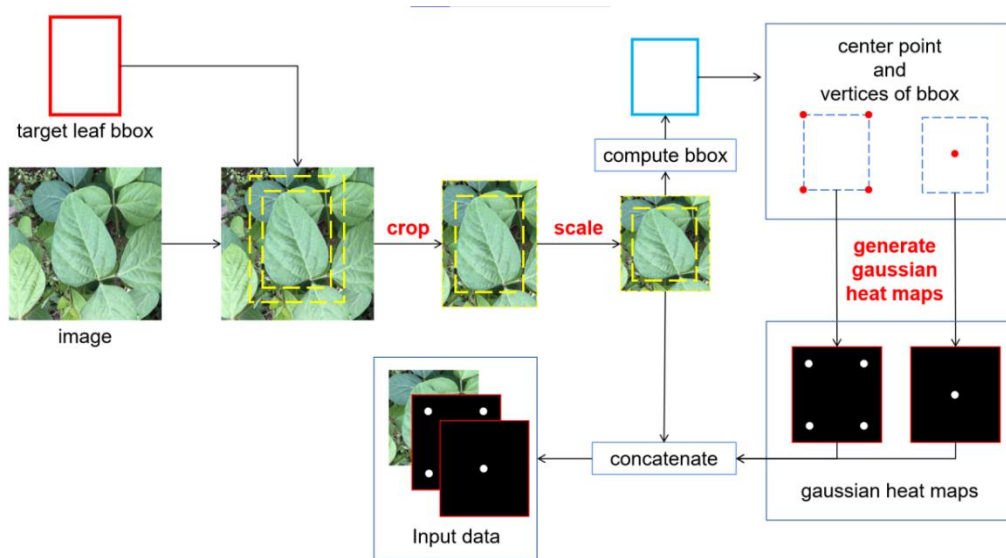 target leaf bbox
image
crop
scale
compute bbox
center point
and
vertices of bbox
generate
gaussian
heat maps
gaussian heat maps
concatenate
Input data